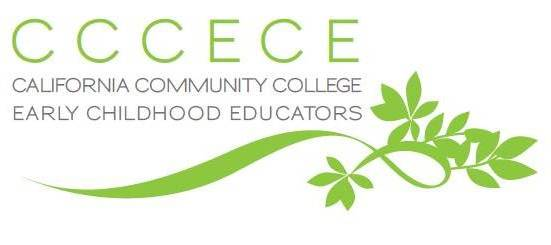 CCCECE
CALIFORNIA COMMUNITY COLLEGE
EARLY CHILDHOOD EDUCATORS